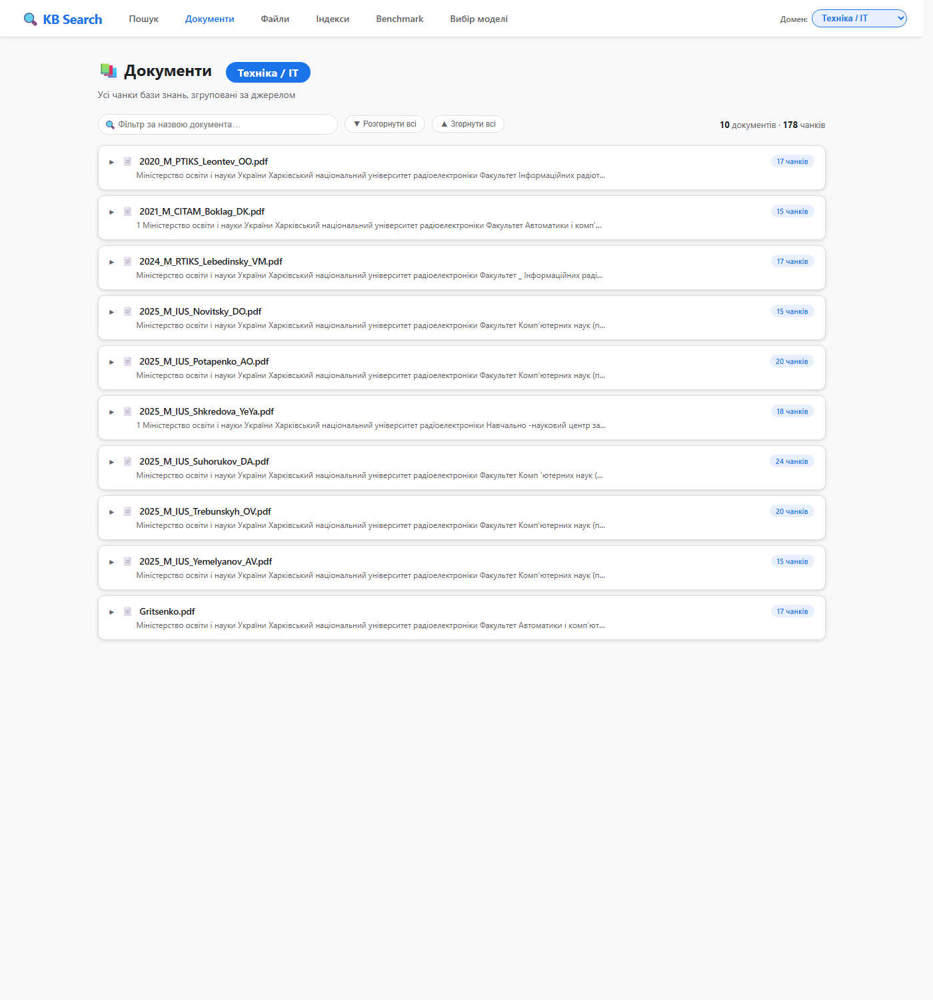 KB Search Пошук Документи Файли Індекси Benchmark Вибір моделі Домен: Техніка / IT
Документи Техніка / IT
Усі чанки бази знань, згруповані за джерелом
Фільтр за назвою документа… ▼ Розгорнути всі ▲ Згорнути всі 10 документів · 178 чанків
► 2020_M_PTIKS_Leontev_OO.pdf 17 чанків
Міністерство освіти і науки України Харківський національний університет радіоелектроніки Факультет Інформаційних радіот…
► 2021_M_CITAM_Boklag_DK.pdf 15 чанків
1 Міністерство освіти і науки України Харківський національний університет радіоелектроніки Факультет Автоматики і комп’…
► 2024_M_RTIKS_Lebedinsky_VM.pdf 17 чанків
Міністерство освіти і науки України Харківський національний університет радіоелектроніки Факультет _ Інформаційних раді…
► 2025_M_IUS_Novitsky_DO.pdf 15 чанків
Міністерство освіти і науки України Харківський національний університет радіоелектроніки Факультет Комп’ютерних наук (п…
► 2025_M_IUS_Potapenko_AO.pdf 20 чанків
Міністерство освіти і науки України Харківський національний університет радіоелектроніки Факультет Комп’ютерних наук (п…
► 2025_M_IUS_Shkredova_YeYa.pdf 18 чанків
1 Міністерство освіти і науки України Харківський національний університет радіоелектроніки Навчально -науковий центр за…
► 2025_M_IUS_Suhorukov_DA.pdf 24 чанків
Міністерство освіти і науки України Харківський національний університет радіоелектроніки Факультет Комп ’ютерних наук (…
► 2025_M_IUS_Trebunskyh_OV.pdf 20 чанків
Міністерство освіти і науки України Харківський національний університет радіоелектроніки Факультет Комп’ютерних наук (п…
► 2025_M_IUS_Yemelyanov_AV.pdf 15 чанків
Міністерство освіти і науки України Харківський національний університет радіоелектроніки Факультет Комп’ютерних наук (п…
► Gritsenko.pdf 17 чанків
Міністерство освіти і науки України Харківський національний університет радіоелектроніки Факультет Автоматики і комп’ют…